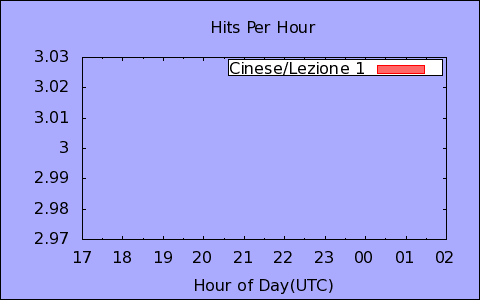 Hits Per Hour
3.03
Cinese/Lezione 1
3.02
3.01
3
2.99
2.98
2.97
17 18 19 20 21 22 23 00 01 02
Hour of Day(UTC)